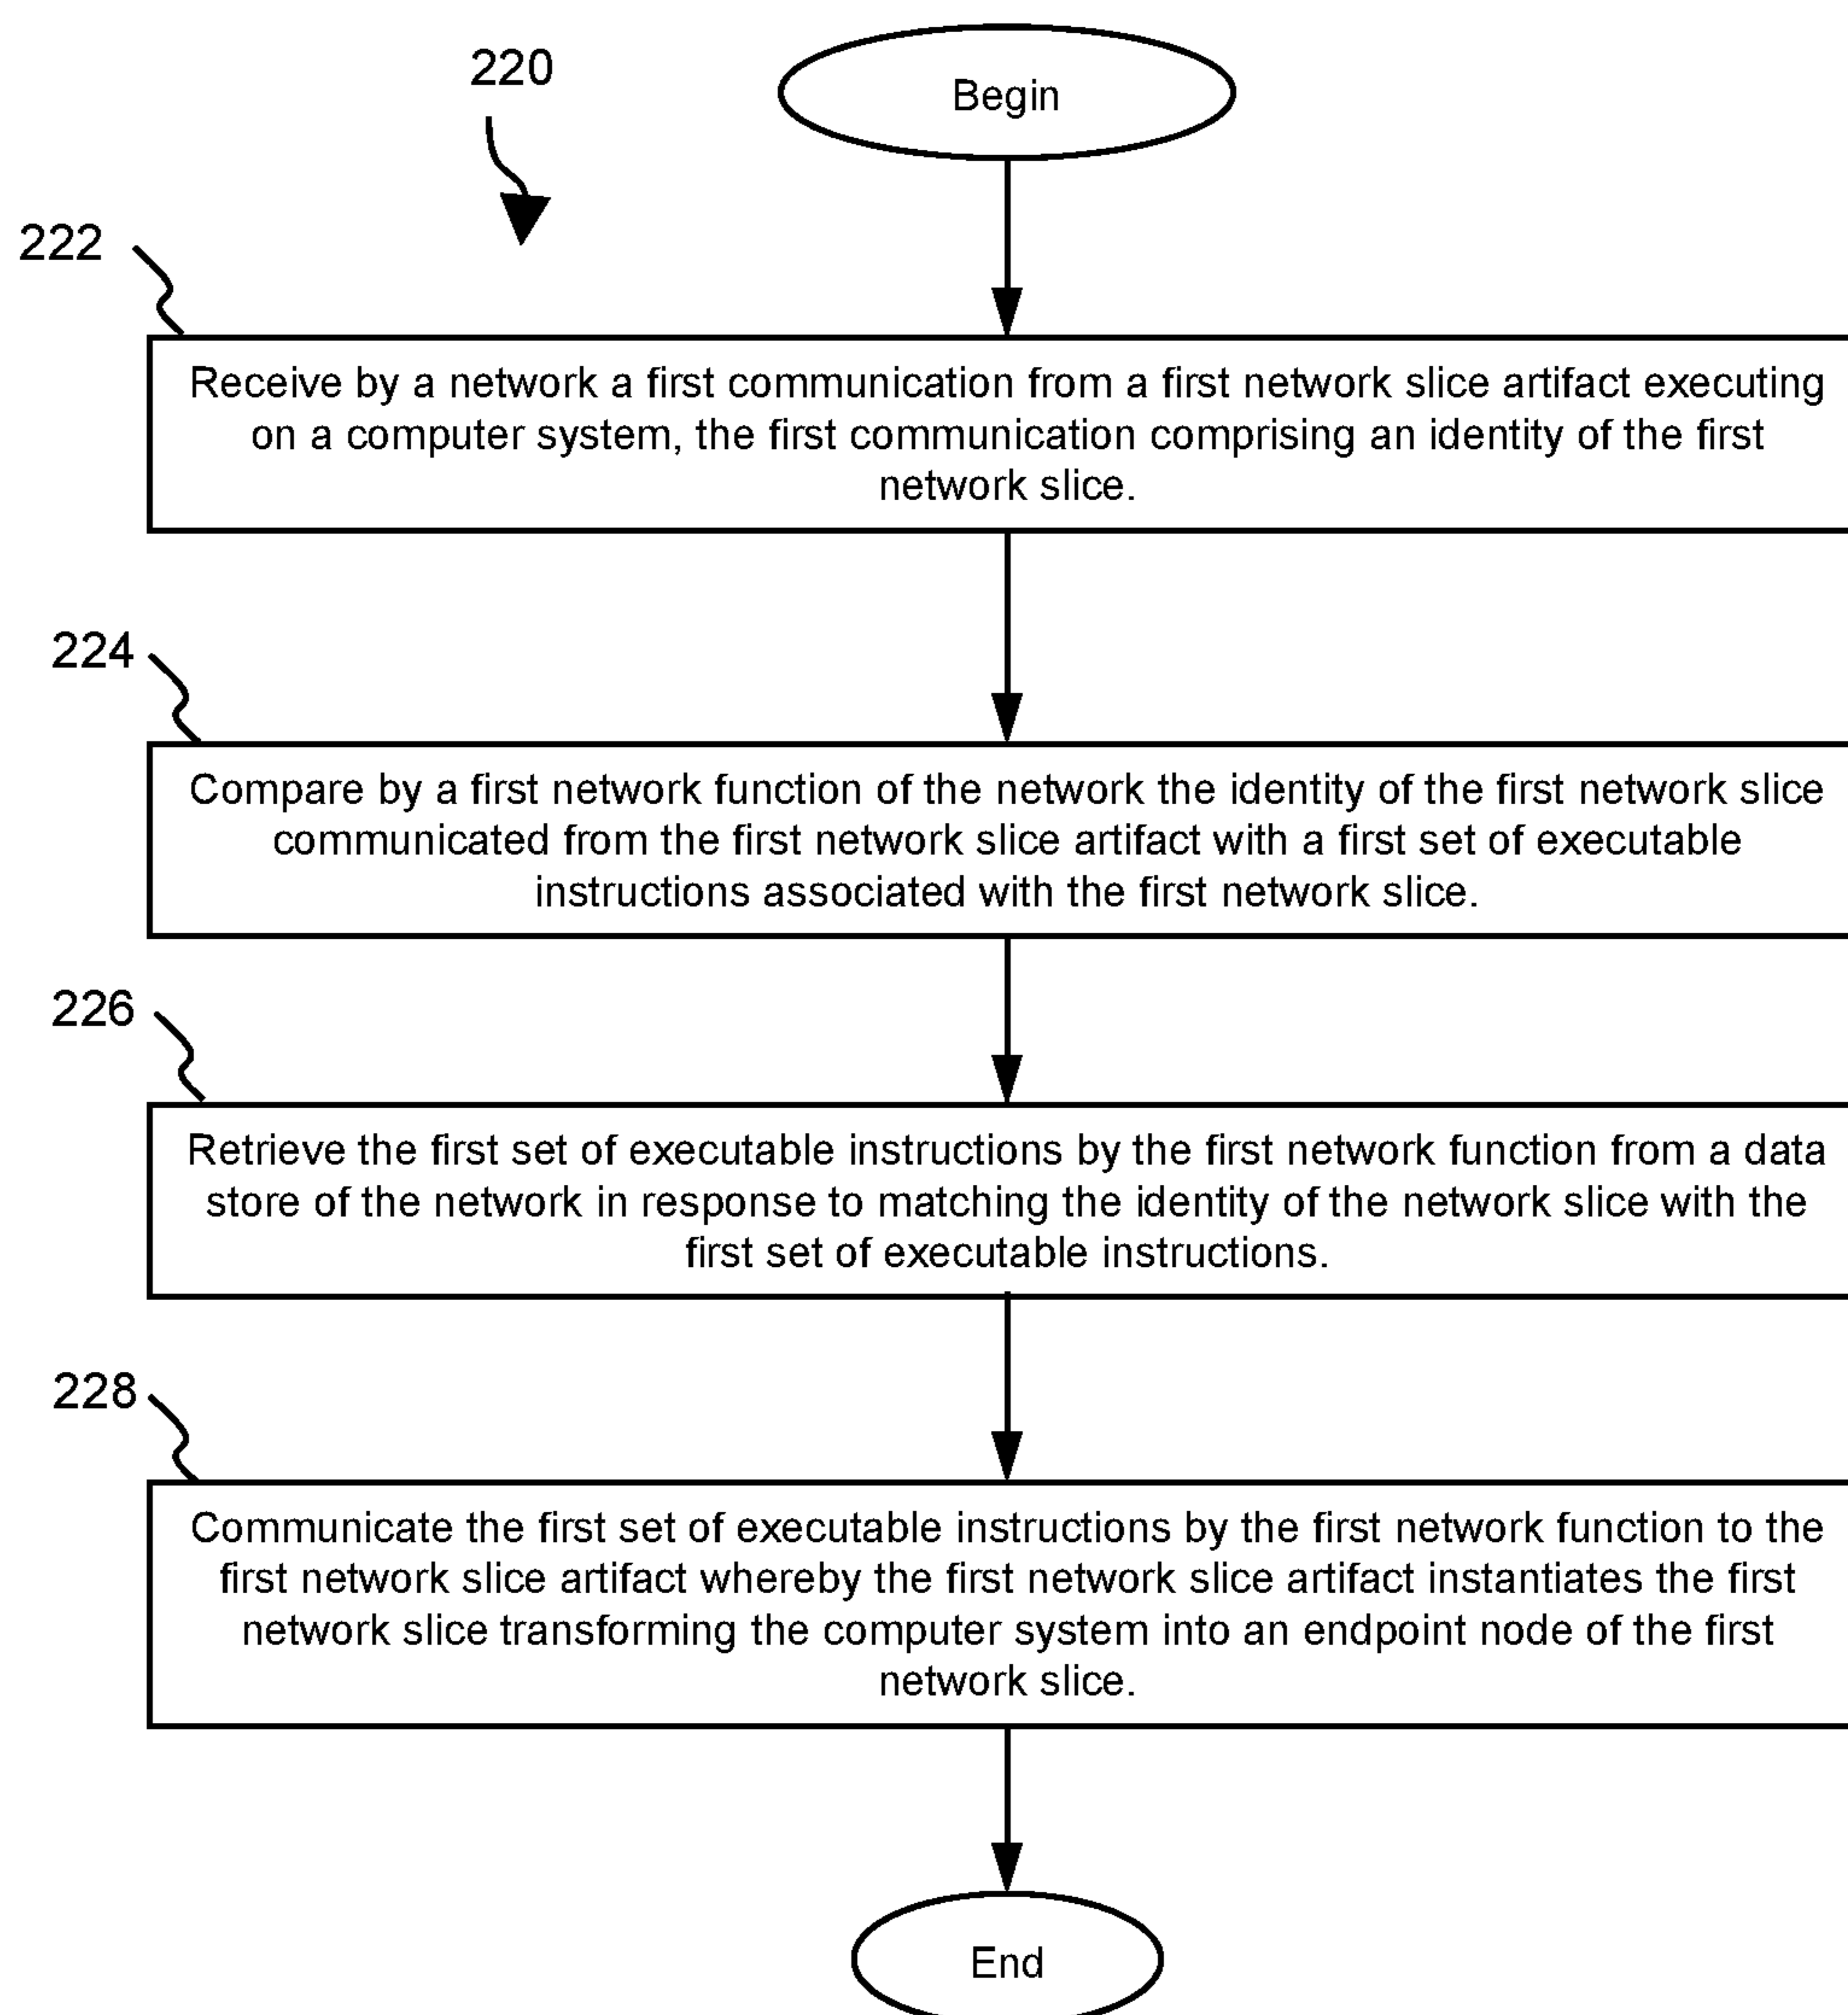 220
Begin
222
Receive by a network a first communication from a first network slice artifact executing
on a computer system, the first communication comprising an identity of the first
network slice.
224
Compare by a first network function of the network the identity of the first network slice
communicated from the first network slice artifact with a first set of executable
instructions associated with the first network slice.
226
Retrieve the first set of executable instructions by the first network function from a data
store of the network in response to matching the identity of the network slice with the
first set of executable instructions.
228
Communicate the first set of executable instructions by the first network function to the
first network slice artifact whereby the first network slice artifact instantiates the first
network slice transforming the computer system into an endpoint node of the first
network slice.
End